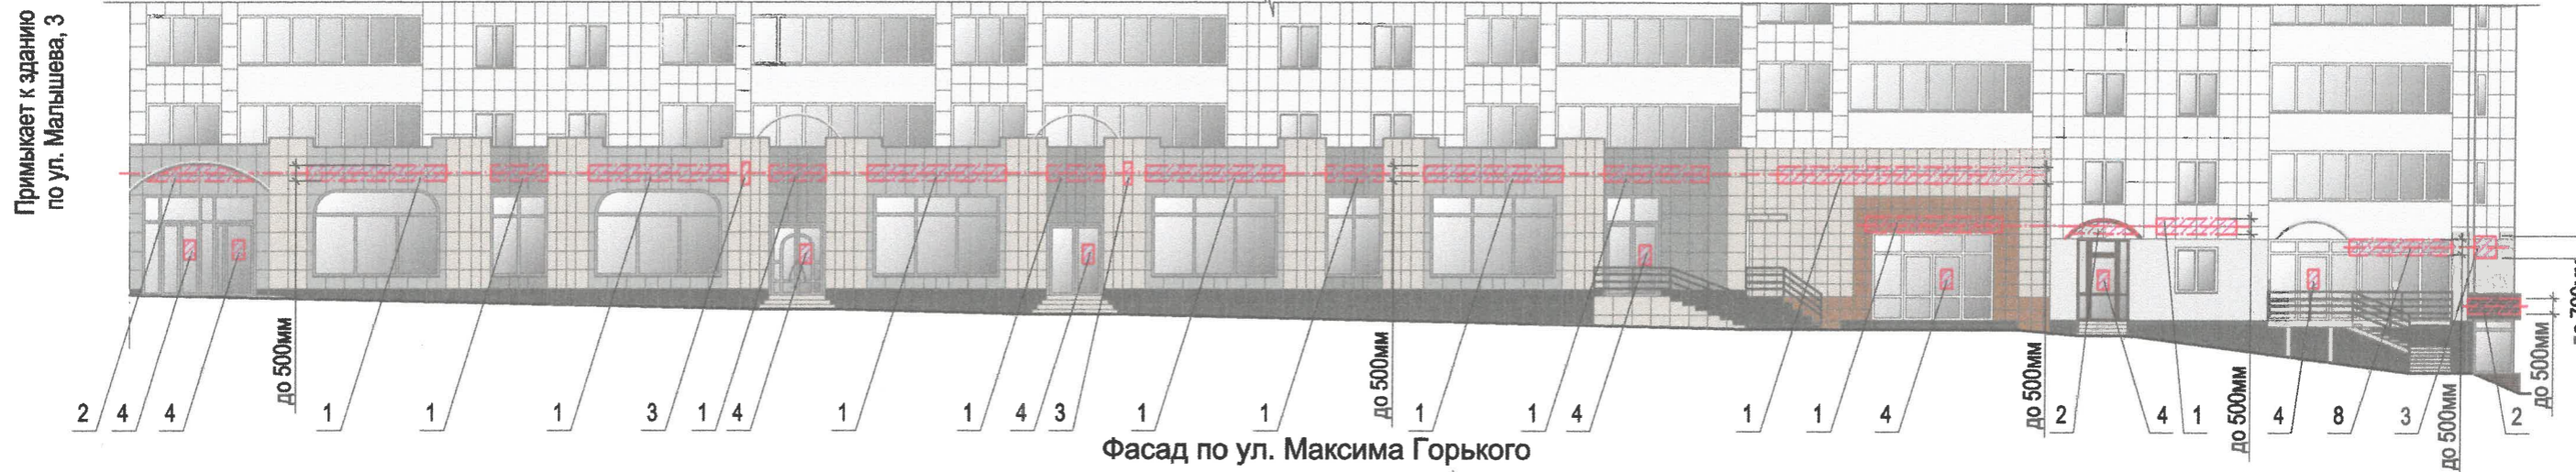 Примыкает к зданию
по ул. Малышева, 3
до 500мм
до 500мм
до 500мм
до 500мм
до 500мм
до 500мм
2 4 4 1 1 1 3 1 4 1 1 4 3 1 1 1 1 4 1 1 4 2 4 1 4 8 3 2
Фасад по ул. Максима Горького